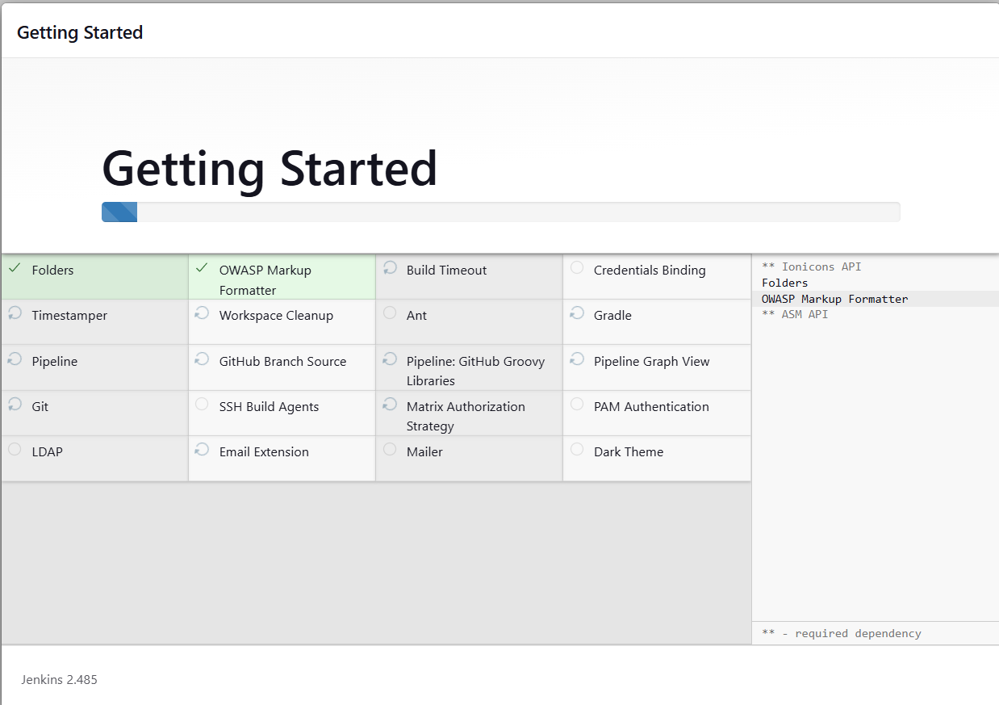 Getting Started
Getting Started
Folders
OWASP Markup
Formatter
Build Timeout
Credentials Binding
Timestamper
Workspace Cleanup
Ant
Gradle
Pipeline
GitHub Branch Source
Pipeline: GitHub Groovy
Libraries
Pipeline Graph View
Git
SSH Build Agents
Matrix Authorization
Strategy
PAM Authentication
LDAP
Email Extension
Mailer
Dark Theme
** Ionicons API
Folders
OWASP Markup Formatter
** ASM API
** - required dependency
Jenkins 2.485